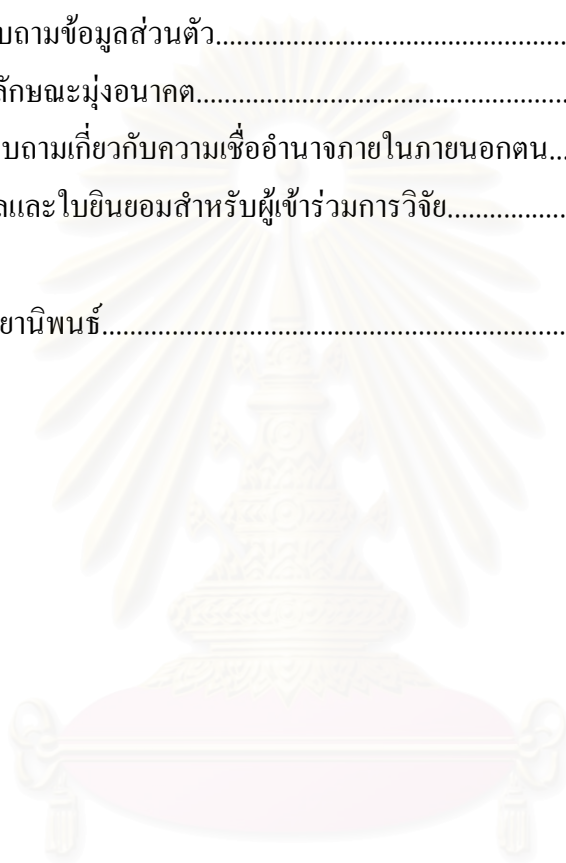 บถามข้อมูลส่วนตัว................................................
ลักษณะมุ่งอนาคต..................................................
บถามเกี่ยวกับความเชื่ออำนาจภายในภายนอกตน...
ลและใบยินยอมสำหรับผู้เข้าร่วมการวิจัย................
ยานิพนธ์..............................................................